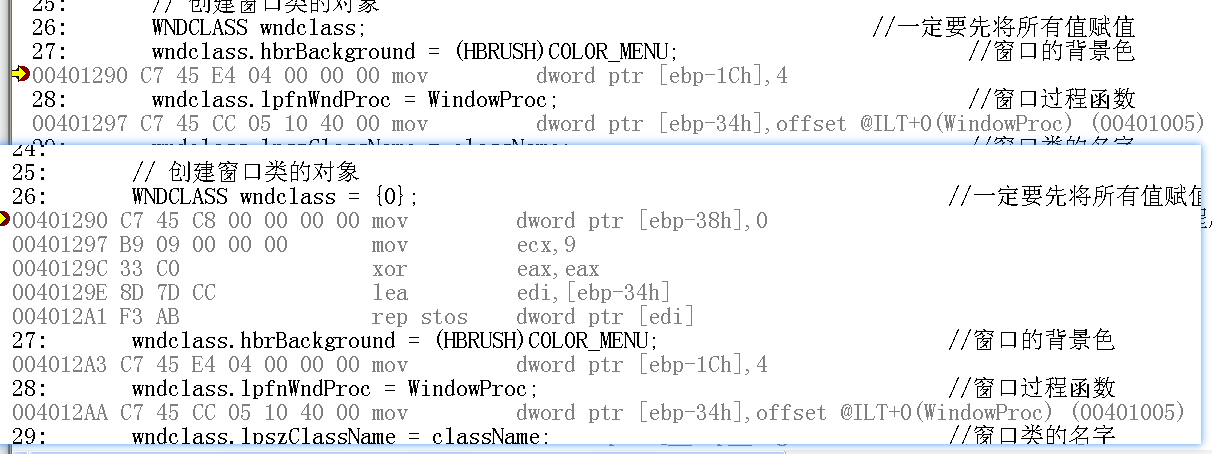 25: // 创建窗口类的对象
26: WNDCLASS wndclass; //一定要先将所有值赋值
27: wndclass.hbrBackground = (HBRUSH)COLOR_MENU; //窗口的背景色
00401290 C7 45 E4 04 00 00 00 mov dword ptr [ebp-1Ch],4
28: wndclass.lpfnWndProc = WindowProc; //窗口过程函数
00401297 C7 45 CC 05 10 40 00 mov dword ptr [ebp-34h],offset @ILT+0(WindowProc) (00401005)
24:
25: // 创建窗口类的对象
26: WNDCLASS wndclass = {0}; //一定要先将所有值赋值
00401290 C7 45 C8 00 00 00 00 mov dword ptr [ebp-38h],0
00401297 B9 09 00 00 00 mov ecx,9
0040129C 33 C0 xor eax,eax
0040129E 8D 7D CC lea edi,[ebp-34h]
004012A1 F3 AB rep stos dword ptr [edi]
27: wndclass.hbrBackground = (HBRUSH)COLOR_MENU; //窗口的背景色
004012A3 C7 45 E4 04 00 00 00 mov dword ptr [ebp-1Ch],4
28: wndclass.lpfnWndProc = WindowProc; //窗口过程函数
004012AA C7 45 CC 05 10 40 00 mov dword ptr [ebp-34h],offset @ILT+0(WindowProc) (00401005)
29: wndclass.lpszClassName = className; //窗口类的名字